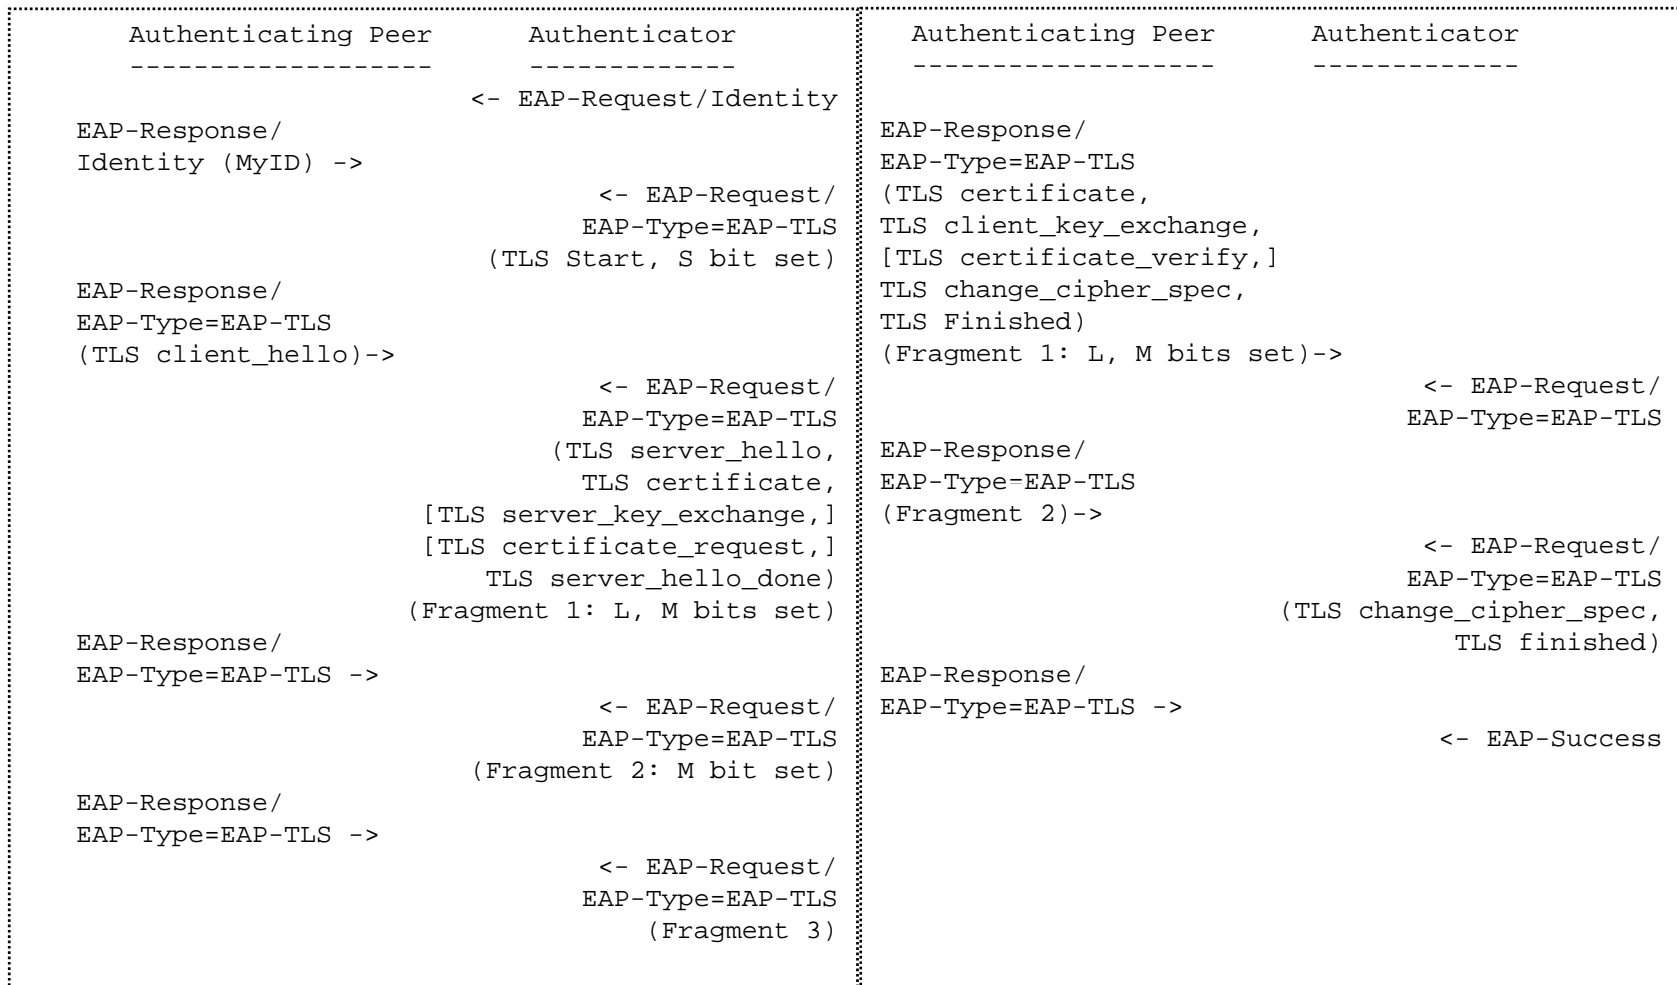 Authenticating Peer Authenticator
------------------- -------------
<- EAP-Request/Identity
EAP-Response/
Identity (MyID) ->
<- EAP-Request/
EAP-Type=EAP-TLS
(TLS Start, S bit set)
EAP-Response/
EAP-Type=EAP-TLS
(TLS client_hello)->
<- EAP-Request/
EAP-Type=EAP-TLS
(TLS server_hello,
TLS certificate,
[TLS server_key_exchange,]
[TLS certificate_request,]
TLS server_hello_done)
(Fragment 1: L, M bits set)
EAP-Response/
EAP-Type=EAP-TLS ->
<- EAP-Request/
EAP-Type=EAP-TLS
(Fragment 2: M bit set)
EAP-Response/
EAP-Type=EAP-TLS ->
<- EAP-Request/
EAP-Type=EAP-TLS
(Fragment 3)
Authenticating Peer Authenticator
------------------- -------------
EAP-Response/
EAP-Type=EAP-TLS
(TLS certificate,
TLS client_key_exchange,
[TLS certificate_verify,]
TLS change_cipher_spec,
TLS Finished)
(Fragment 1: L, M bits set)->
<- EAP-Request/
EAP-Type=EAP-TLS
EAP-Response/
EAP-Type=EAP-TLS
(Fragment 2)->
<- EAP-Request/
EAP-Type=EAP-TLS
(TLS change_cipher_spec,
TLS finished)
EAP-Response/
EAP-Type=EAP-TLS ->
<- EAP-Success